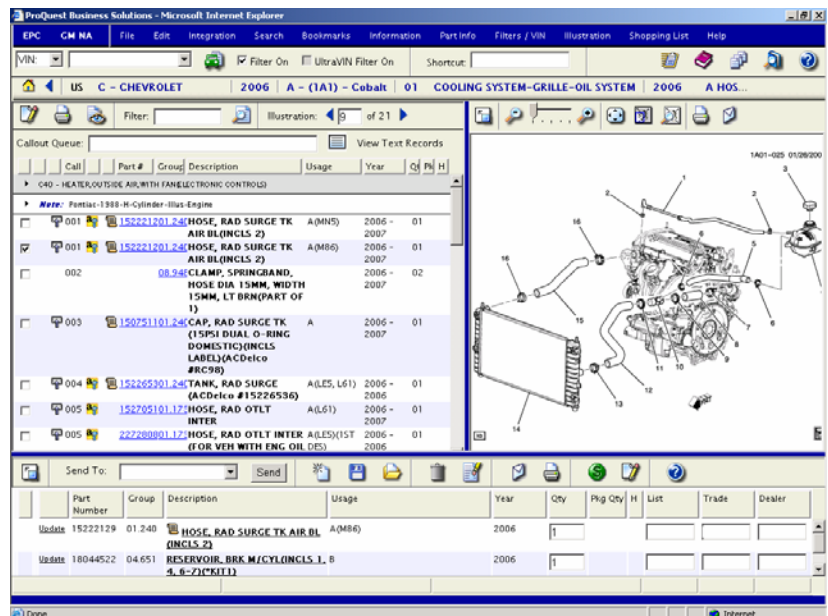 ProQuest Business Solutions - Microsoft Internet Explorer
EPC GM NA File Edit Integration Search Bookmarks Information Part Info Filters / VIN Illustration Shopping List Help
VIN: Filter On UltraVIN Filter On Shortcut:
US C - CHEVROLET 2006 A - (1A1) - Cobalt 01 COOLING SYSTEM-GRILLE-OIL SYSTEM 2006 A HOS...
Filter: Illustration: 9 of 21
Callout Queue: View Text Records
Call Part # Group Description Usage Year Qt Pk H
C40 - HEATER,OUTSIDE AIR,WITH FAN(ELECTRONIC CONTROLS)
Note: Pontiac-1988-H-Cylinder-Illus-Engine
001 15222120 1.240 HOSE, RAD SURGE TK A(MN5) 2006 - 01
AIR BL(INCLS 2) 2007
001 15222120 1.240 HOSE, RAD SURGE TK A(M86) 2006 - 01
AIR BL(INCLS 2) 2007
002 08.94 CLAMP, SPRINGBAND, 2006 - 02
HOSE DIA 15MM, WIDTH 2007
15MM, LT BRN(PART OF
1)
003 15075110 1.240 CAP, RAD SURGE TK A 2006 - 01
(15PSI DUAL O-RING 2007
DOMESTIC)(INCLS
LABEL)(ACDelco
#RC98)
004 15226530 1.240 TANK, RAD SURGE A(LE5, L61) 2006 - 01
(ACDelco #15226536) 2006
005 15270510 1.17 HOSE, RAD OTLT A(L61) 2006 - 01
INTER 2007
005 22728080 1.17 HOSE, RAD OTLT INTER A(LE5)(1ST 2006 - 01
(FOR VEH WITH ENG OIL DES) 2006
1A01-025 01/26/200
1
2
2
3
16
4
6
5
16
6
7
8
9
15
11
10
12
13
14
Send To: Send
Part Number Group Description Usage Year Qty Pkg Qty H List Trade Dealer
Update 15222129 01.240 HOSE, RAD SURGE TK AIR BL A(M86) 2006 1
(INCLS 2)
Update 18044522 04.651 RESERVOIR, BRK M/CYL(INCLS 1, B 2006 1
4, 6-7)(*KIT1)
Done Internet